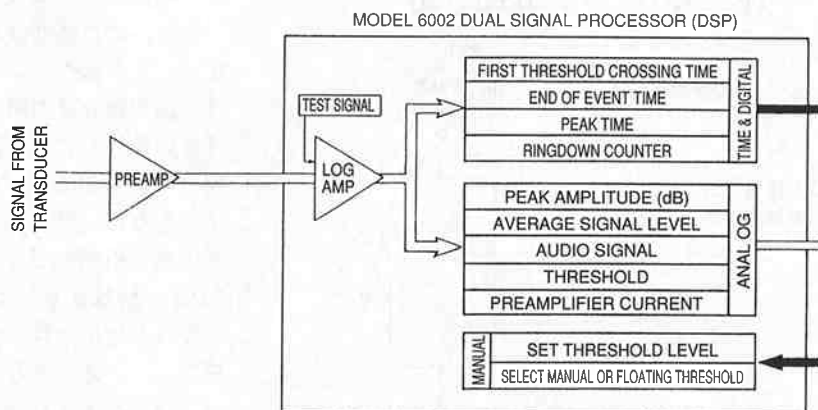 MODEL 6002 DUAL SIGNAL PROCESSOR (DSP)
SIGNAL FROM
TRANSDUCER
PREAMP
TEST SIGNAL
LOG
AMP
FIRST THRESHOLD CROSSING TIME
END OF EVENT TIME
PEAK TIME
RINGDOWN COUNTER
TIME & DIGITAL
PEAK AMPLITUDE (dB)
AVERAGE SIGNAL LEVEL
AUDIO SIGNAL
THRESHOLD
PREAMPLIFIER CURRENT
ANALOG
MANUAL
SET THRESHOLD LEVEL
SELECT MANUAL OR FLOATING THRESHOLD